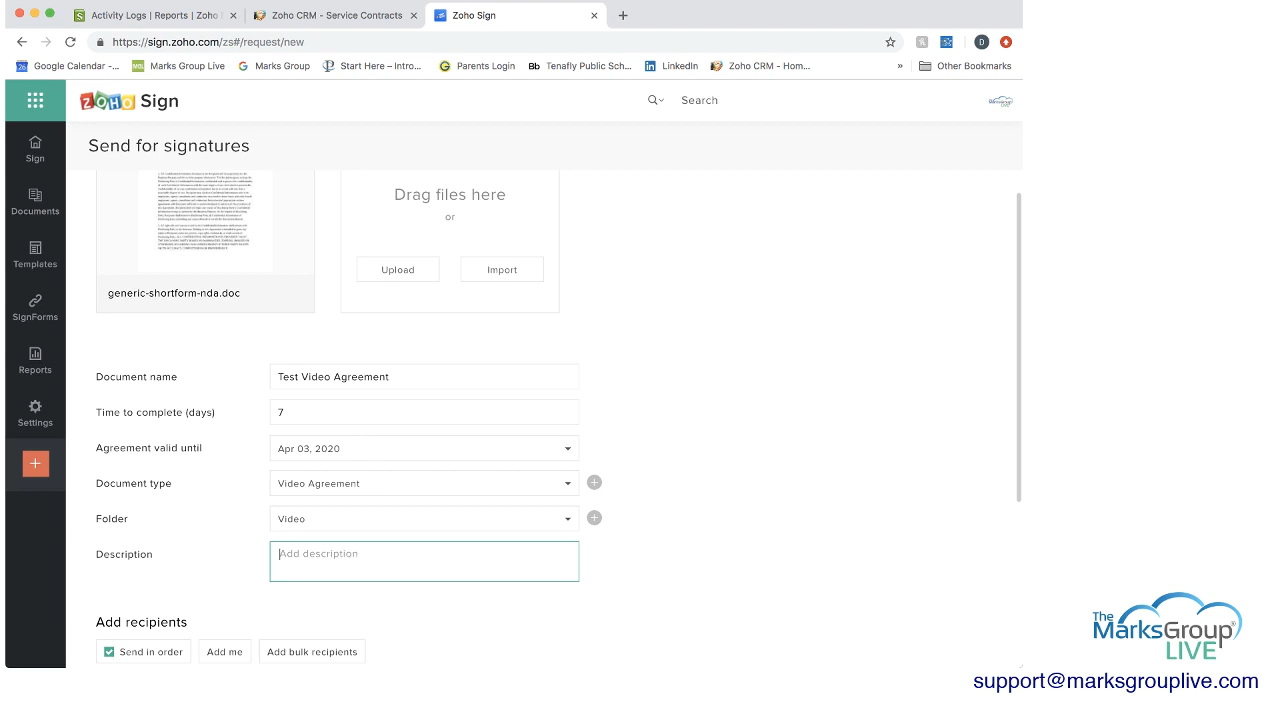 Activity Logs | Reports | Zoho
Zoho CRM - Service Contracts
Zoho Sign
https://sign.zoho.com/zs#/request/new
D
26
Google Calendar -...
Marks Group Live
Marks Group
Start Here – Intro...
Parents Login
Bb
Tenafly Public Sch...
LinkedIn
Zoho CRM - Hom...
»
Other Bookmarks
ZOHO Sign
Search
Sign
Send for signatures
Documents
Templates
SignForms
Reports
Settings
Drag files here
or
Upload
Import
generic-shortform-nda.doc
Document name
Test Video Agreement
Time to complete (days)
7
Agreement valid until
Apr 03, 2020
Document type
Video Agreement
Folder
Video
Description
Add description
Add recipients
Send in order
Add me
Add bulk recipients
The
MarksGroup®
LIVE
support@marksgrouplive.com